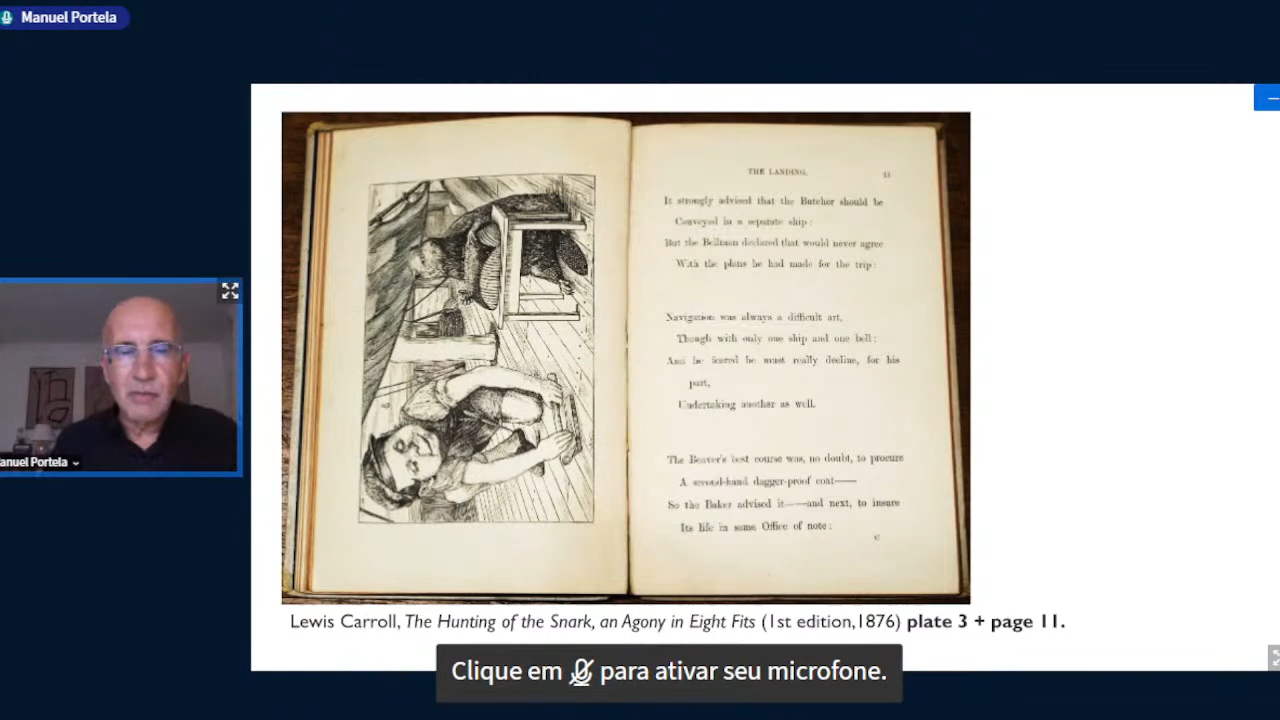 Manuel Portela
THE LANDING.
11
It strongly advised that the Butcher should be
Conveyed in a separate ship:
But the Bellman declared that would never agree
With the plans he had made for the trip:
Navigation was always a difficult art,
Though with only one ship and one bell:
And he feared he must really decline, for his
part,
Undertaking another as well.
The Beaver's best course was, no doubt, to procure
A second-hand dagger-proof coat——
So the Baker advised it——and next, to insure
Its life in some Office of note:
C
anuel Portela
Lewis Carroll, The Hunting of the Snark, an Agony in Eight Fits (1st edition,1876) plate 3 + page 11.
Clique em para ativar seu microfone.